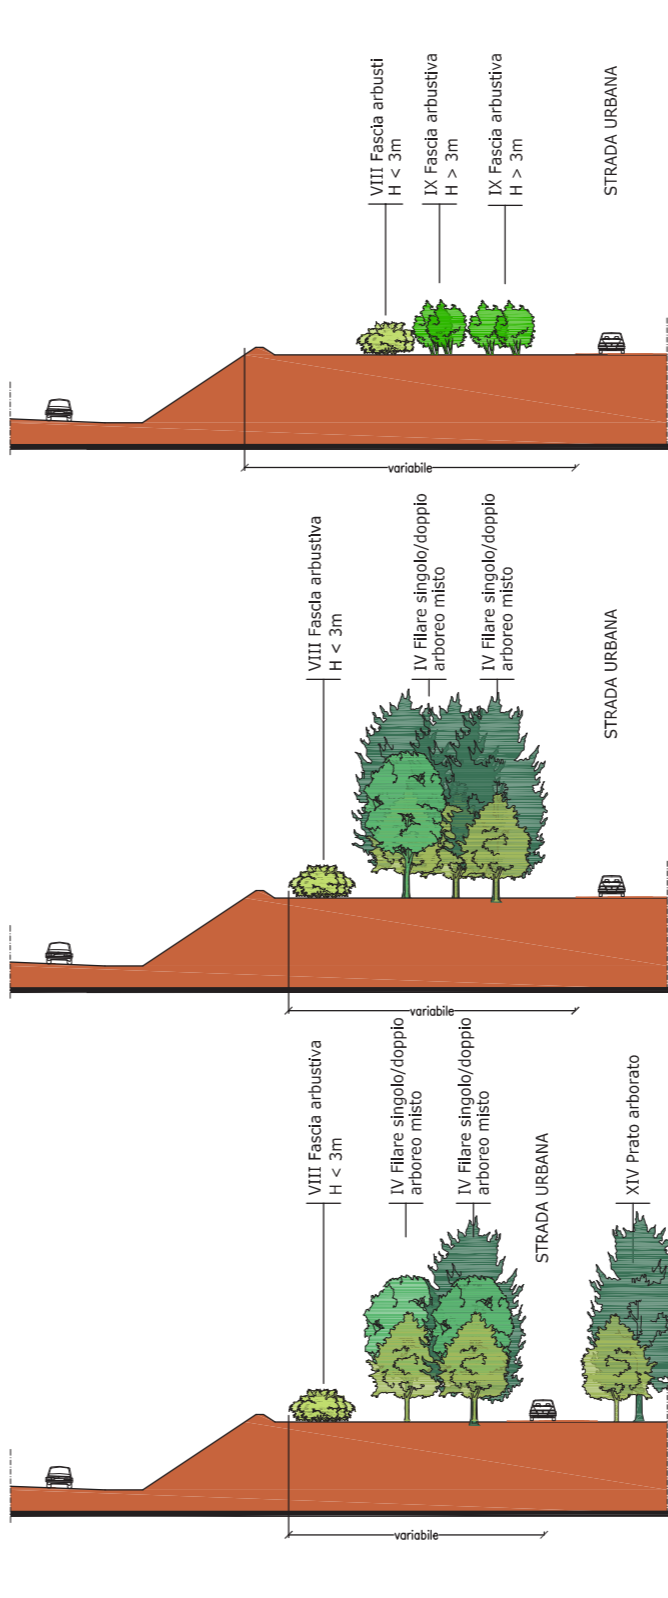 VIII Fascia arbusti
H < 3m
IX Fascia arbustiva
H > 3m
IX Fascia arbustiva
H > 3m
STRADA URBANA
variabile
VIII Fascia arbustiva
H < 3m
IV Filare singolo/doppio
arboreo misto
IV Filare singolo/doppio
arboreo misto
STRADA URBANA
variabile
VIII Fascia arbustiva
H < 3m
IV Filare singolo/doppio
arboreo misto
IV Filare singolo/doppio
arboreo misto
STRADA URBANA
XIV Prato arborato
variabile